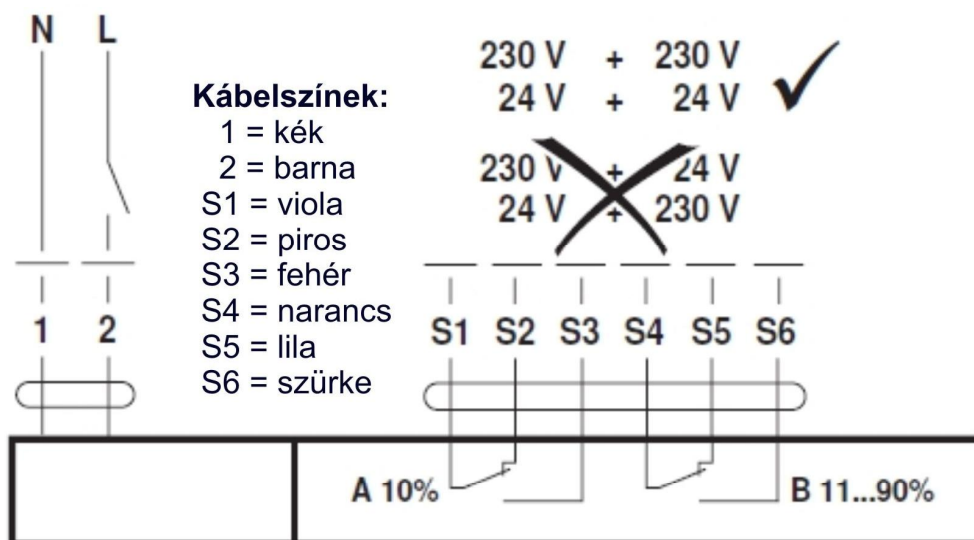 N L
Kábelszínek:
1 = kék
2 = barna
S1 = viola
S2 = piros
S3 = fehér
S4 = narancs
S5 = lila
S6 = szürke
230 V + 230 V
24 V + 24 V
230 V + 24 V
24 V + 230 V
1 2
S1 S2 S3 S4 S5 S6
A 10%
B 11...90%